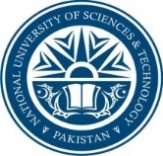 NATIONAL UNIVERSITY OF SCIENCES & TECHNOLOGY
PAKISTAN